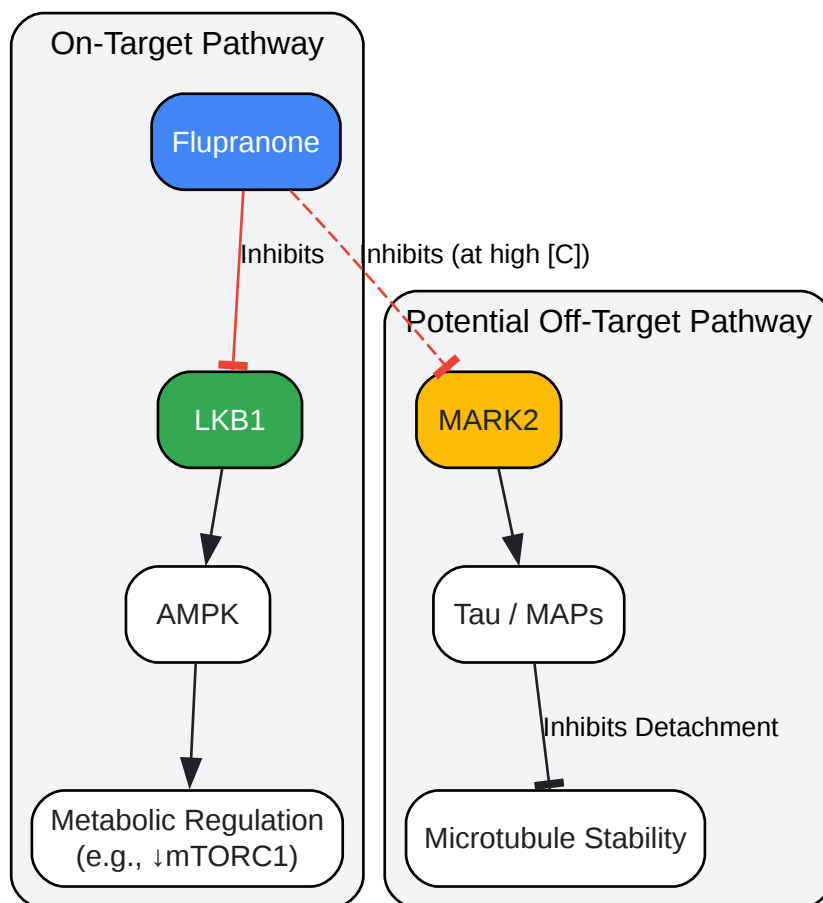 On-Target Pathway
Flupranone
Inhibits
Inhibits (at high [C])
Potential Off-Target Pathway
LKB1
MARK2
AMPK
Tau / MAPs
Inhibits Detachment
Metabolic Regulation
(e.g., ↓mTORC1)
Microtubule Stability